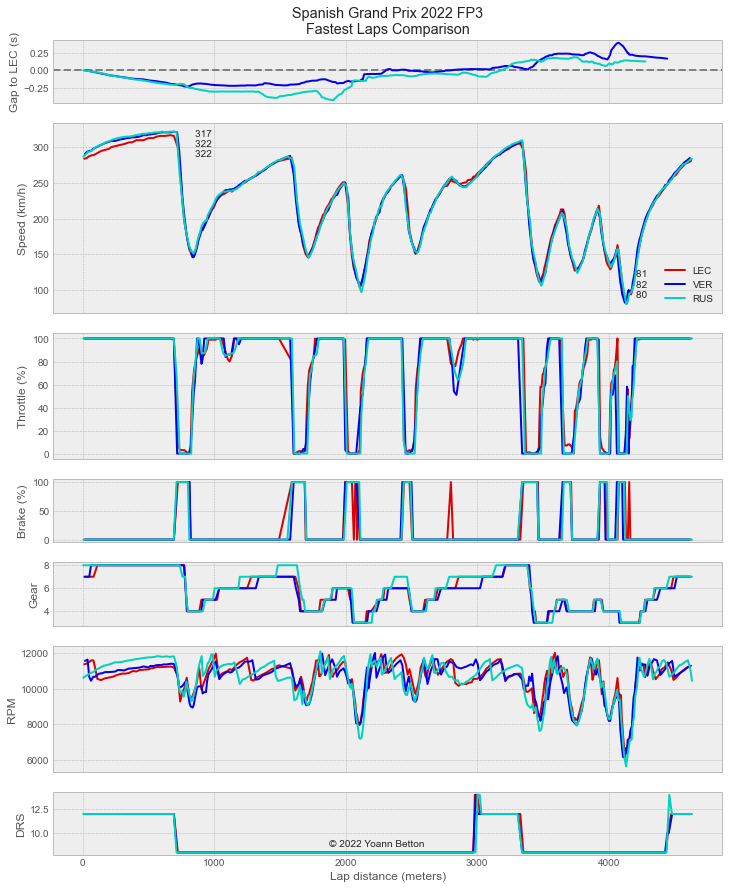 Spanish Grand Prix 2022 FP3
Fastest Laps Comparison
Gap to LEC (s)
0.25
0.00
−0.25
Speed (km/h)
300
250
200
150
100
317
322
322
81
82
80
LEC
VER
RUS
Throttle (%)
100
80
60
40
20
0
Brake (%)
100
50
0
Gear
8
6
4
RPM
12000
10000
8000
6000
DRS
12.5
10.0
© 2022 Yoann Betton
0 1000 2000 3000 4000
Lap distance (meters)